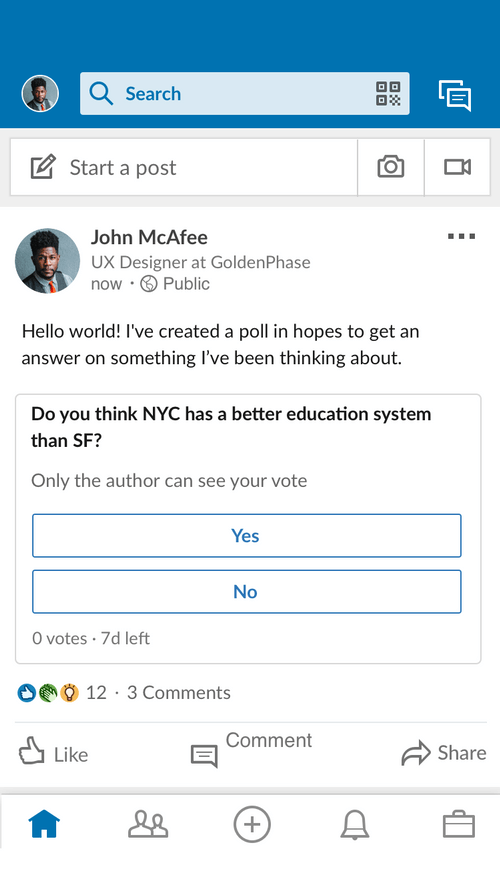 Search
Start a post
John McAfee
UX Designer at GoldenPhase
now · Public
Hello world! I've created a poll in hopes to get an
answer on something I’ve been thinking about.
Do you think NYC has a better education system
than SF?
Only the author can see your vote
Yes
No
0 votes · 7d left
12 · 3 Comments
Like
Comment
Share